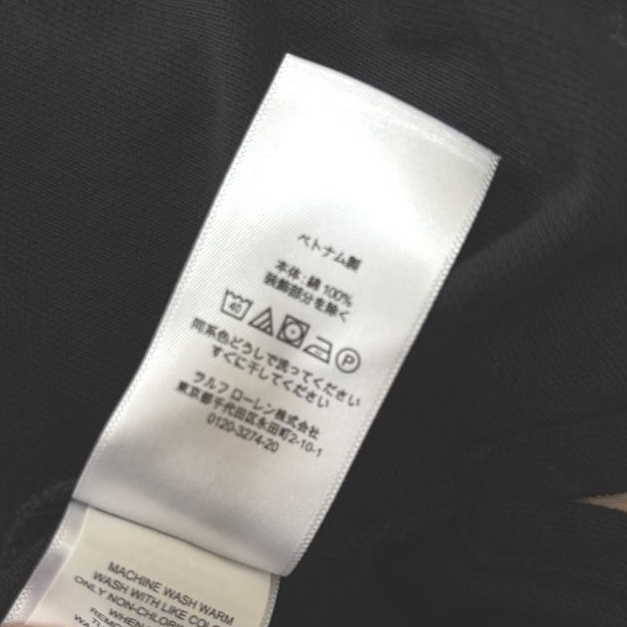 ベトナム製
本体:綿 100%
装飾部分を除く
40 P
同系色どうしで洗ってください
すぐに干してください
ラルフ ローレン株式会社
東京都千代田区永田町2-10-1
0120-3274-20
MACHINE WASH WARM
WASH WITH LIKE COL
ONLY NON-CHLOR
WHEN